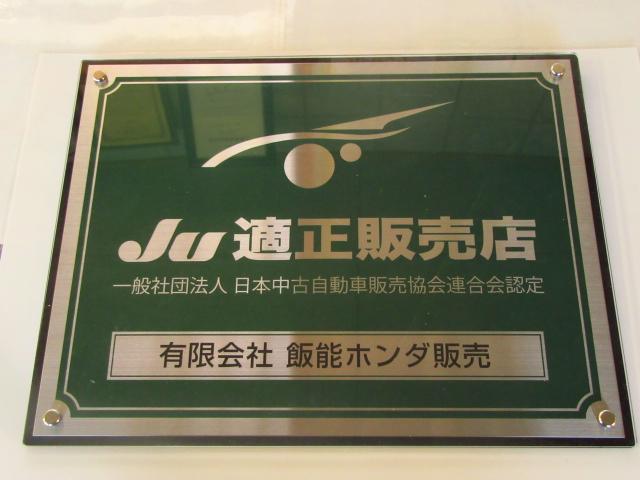 Ju 適正販売店
一般社団法人 日本中古自動車販売協会連合会認定
有限会社 飯能ホンダ販売